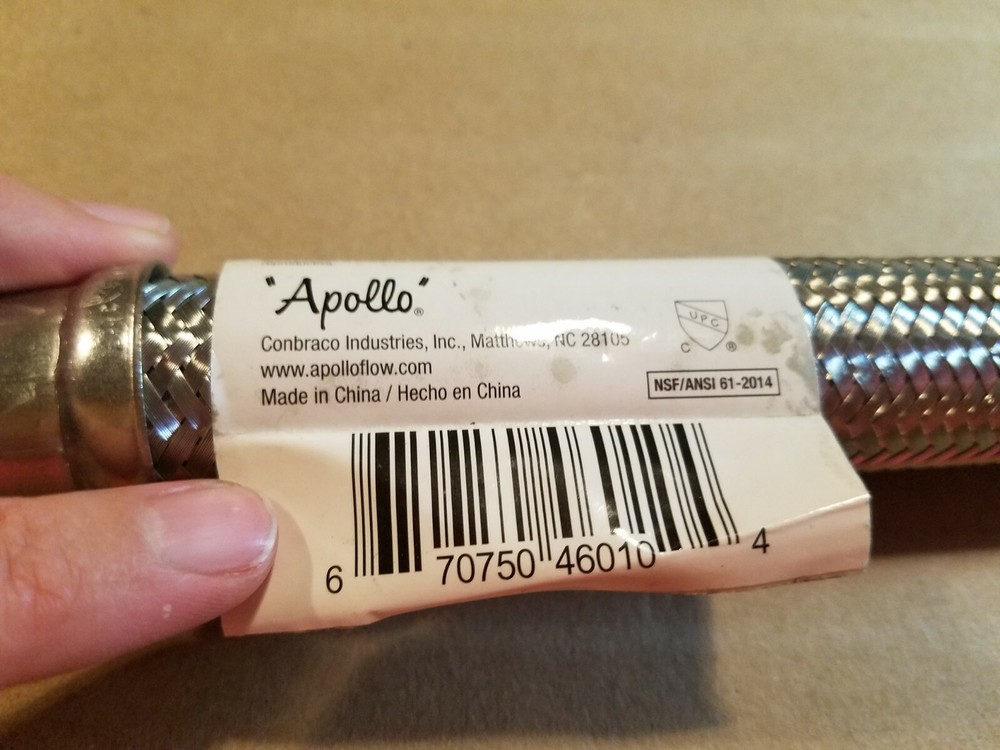 "Apollo"®
Conbraco Industries, Inc., Matthews, NC 28105
www.apolloflow.com
Made in China / Hecho en China
UPC
C ®
NSF/ANSI 61-2014
6 70750 46010 4